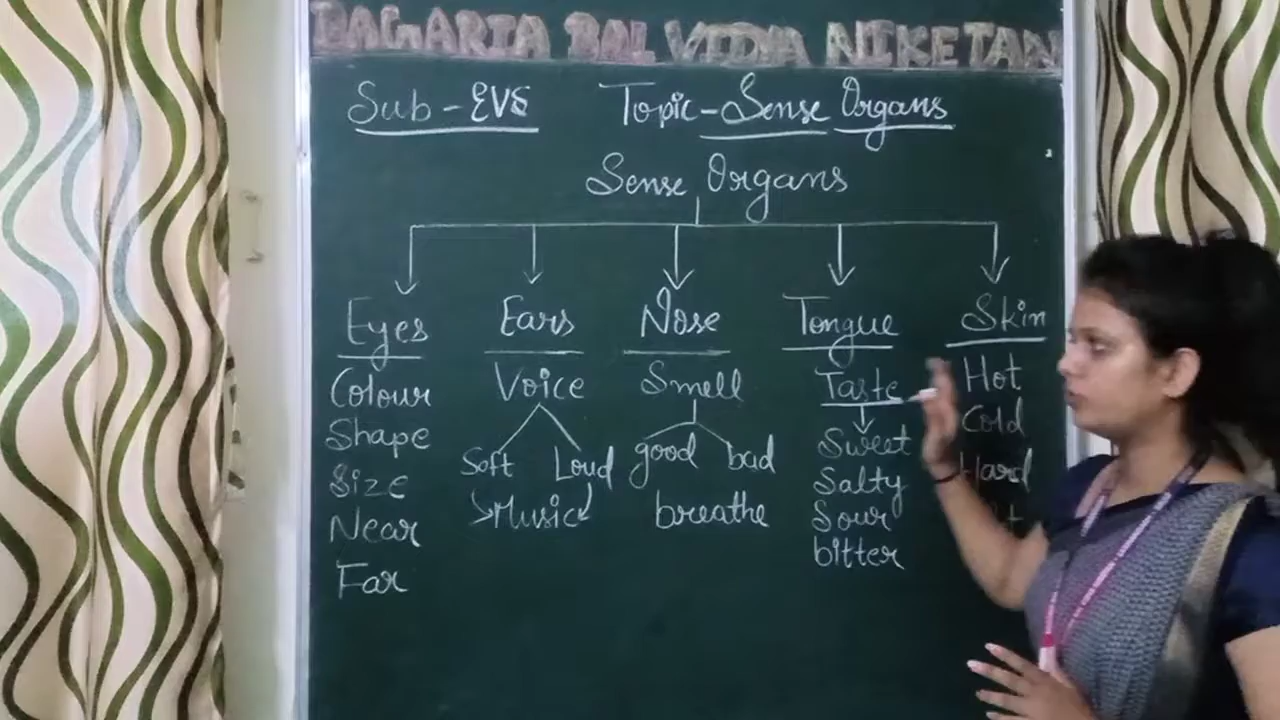 BAGARIA BAL VIDYA NIKETAN
Sub - EVS Topic - Sense Organs
Sense Organs
Eyes Ears Nose Tongue Skin
Colour Voice Smell Taste Hot
Shape Soft Loud good bad Sweet Cold
Size Music breathe Salty Hard
Near Sour
Far bitter